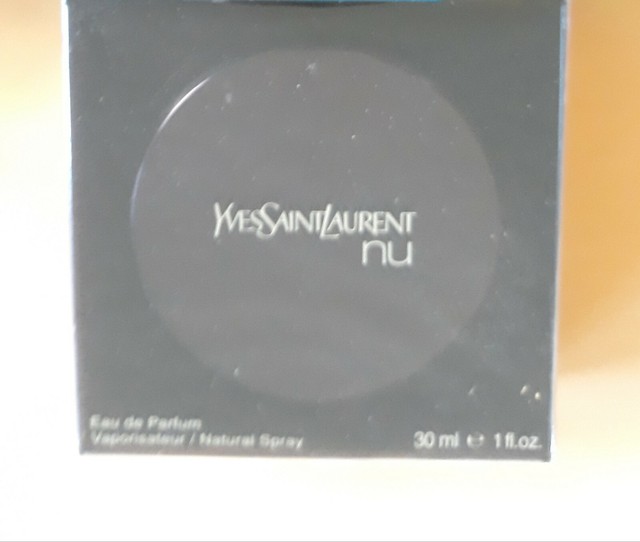 YVESSAINTLAURENT
nu
Eau de Parfum
Vaporisateur / Natural Spray
30 ml ℮ 1 fl.oz.